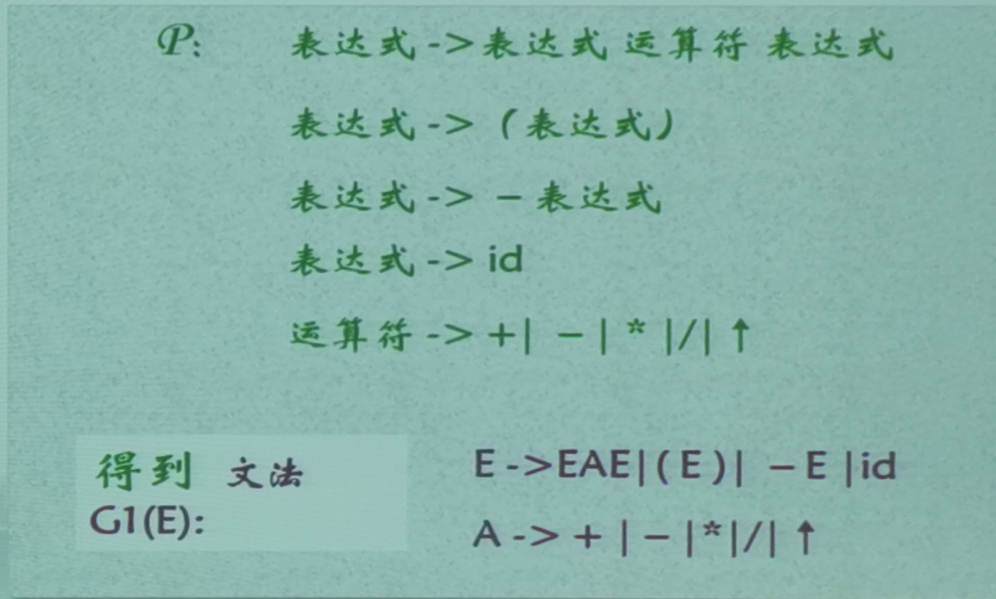 P: 表达式 -> 表达式 运算符 表达式
表达式 -> (表达式)
表达式 -> − 表达式
表达式 -> id
运算符 -> +| − | * |/| ↑
得到 文法
G1(E):
E ->EAE|( E )| − E |id
A -> + | − |*|/| ↑